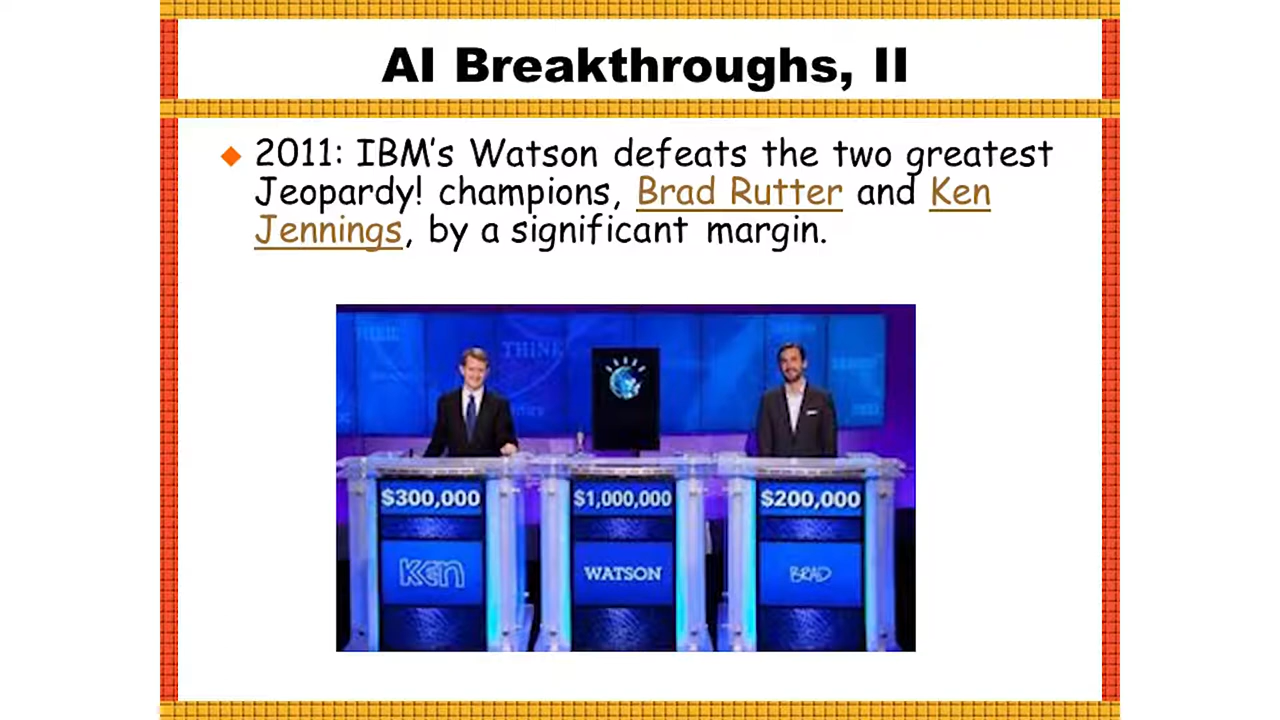 AI Breakthroughs, II
2011: IBM's Watson defeats the two greatest
Jeopardy! champions, Brad Rutter and Ken
Jennings, by a significant margin.
THINK
$300,000
$1,000,000
$200,000
Ken
WATSON
BRAD